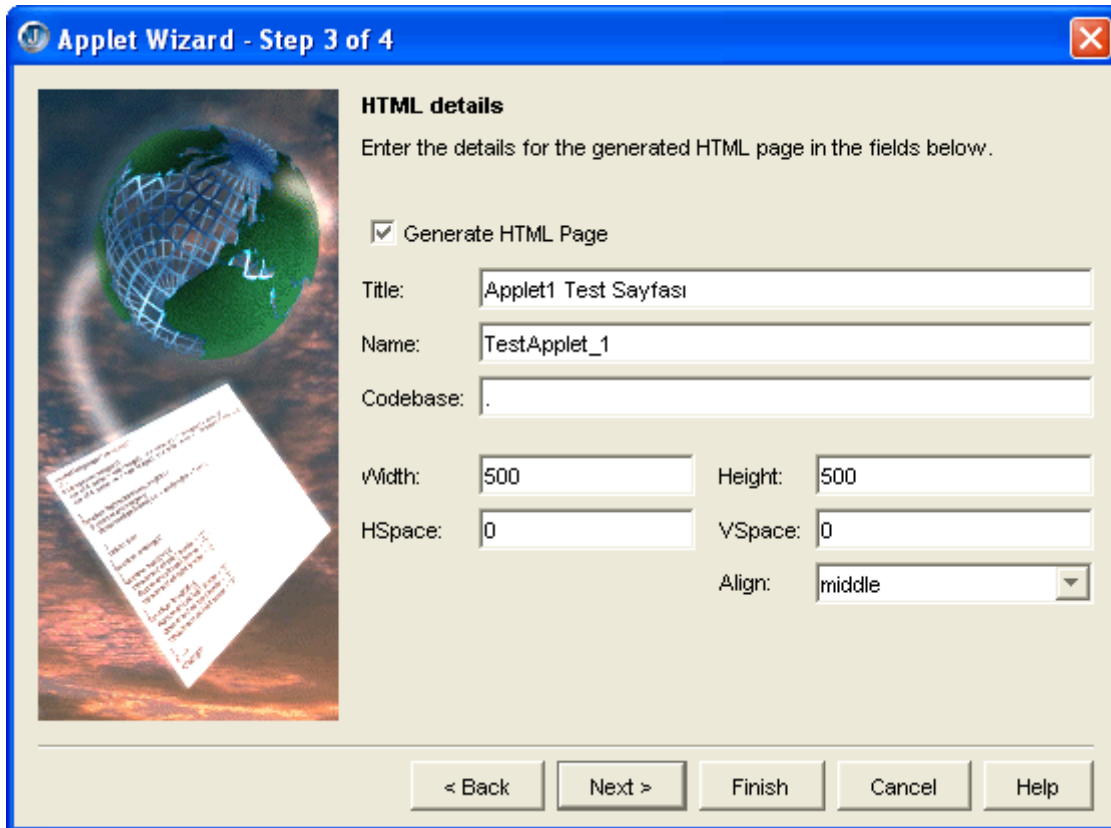 Applet Wizard - Step 3 of 4
HTML details
Enter the details for the generated HTML page in the fields below.
Generate HTML Page
Title: Applet1 Test Sayfası
Name: TestApplet_1
Codebase: .
Width: 500 Height: 500
HSpace: 0 VSpace: 0
Align: middle
< Back Next > Finish Cancel Help